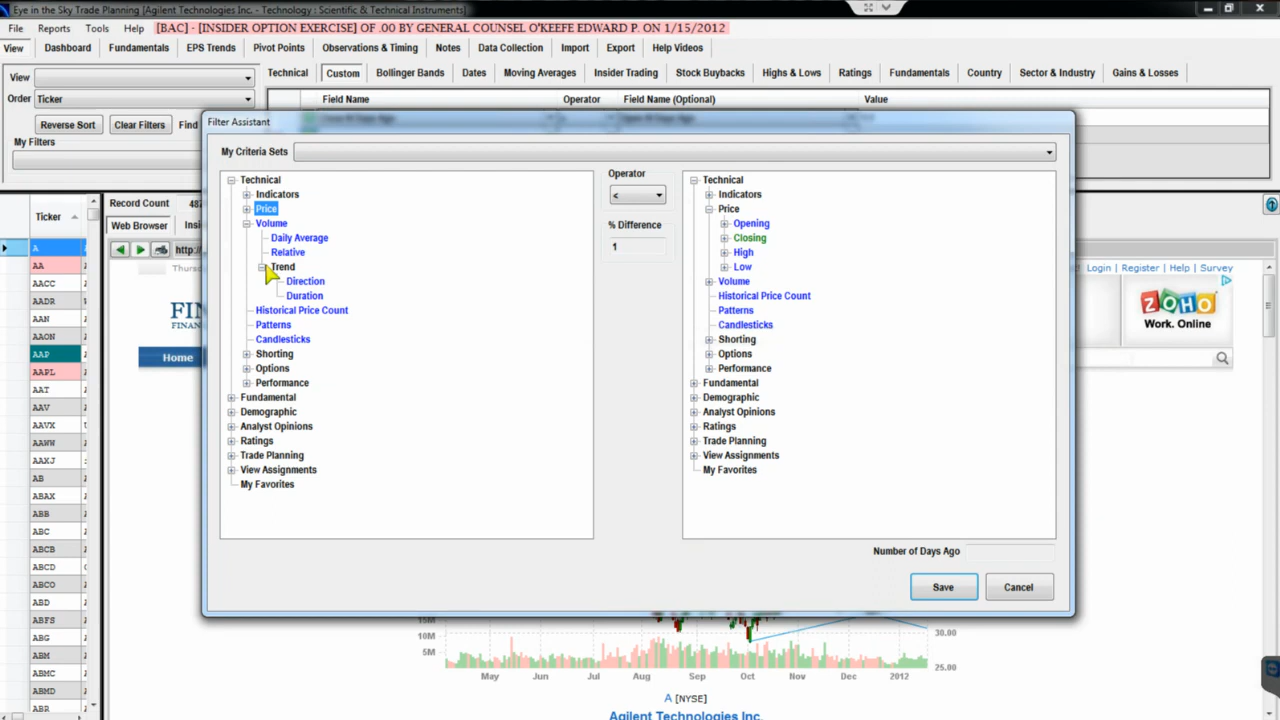 Eye in the Sky Trade Planning [Agilent Technologies Inc. - Technology : Scientific & Technical Instruments]
File Reports Tools Help [BAC] - [INSIDER OPTION EXERCISE] OF .00 BY GENERAL COUNSEL O'KEEFE EDWARD P. ON 1/15/2012
View Dashboard Fundamentals EPS Trends Pivot Points Observations & Timing Notes Data Collection Import Export Help Videos
View Technical Custom Bollinger Bands Dates Moving Averages Insider Trading Stock Buybacks Highs & Lows Ratings Fundamentals Country Sector & Industry Gains & Losses
Order Ticker Field Name Operator Field Name (Optional) Value
Reverse Sort Clear Filters Find
My Filters
Filter Assistant
My Criteria Sets
Technical
Indicators
Price
Volume
Daily Average
Relative
Trend
Direction
Duration
Historical Price Count
Patterns
Candlesticks
Shorting
Options
Performance
Fundamental
Demographic
Analyst Opinions
Ratings
Trade Planning
View Assignments
My Favorites
Operator
<
% Difference
1
Technical
Indicators
Price
Opening
Closing
High
Low
Volume
Historical Price Count
Patterns
Candlesticks
Shorting
Options
Performance
Fundamental
Demographic
Analyst Opinions
Ratings
Trade Planning
View Assignments
My Favorites
Number of Days Ago
Save Cancel
Ticker
A
AA
AACC
AADR
AAN
AAON
AAP
AAPL
AAT
AAV
AAVX
AAWW
AAXJ
AB
ABAX
ABB
ABC
ABCB
ABCD
ABCO
ABD
ABFS
ABG
ABM
ABMC
ABMD
ABR
Record Count
Web Browser
http:/
Thurs
FIN
FINANC
Home
Login | Register | Help | Survey
ZOHO
Work. Online
10M
5M
30.00
25.00
May Jun Jul Aug Sep Oct Nov Dec 2012
A [NYSE]
Agilent Technologies Inc.